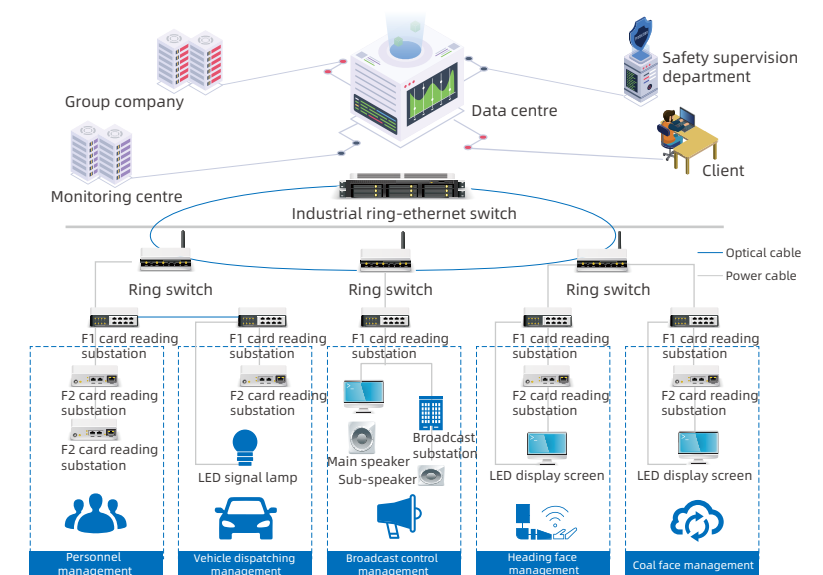 Safety supervision
department
Group company
Data centre
Client
Monitoring centre
Industrial ring-ethernet switch
Optical cable
Power cable
Ring switch
Ring switch
Ring switch
F1 card reading
substation
F1 card reading
substation
F1 card reading
substation
F1 card reading
substation
F1 card reading
substation
F2 card reading
substation
F2 card reading
substation
F2 card reading
substation
F2 card reading
substation
F2 card reading
substation
Broadcast
substation
Main speaker
Sub-speaker
LED signal lamp
LED display screen
LED display screen
Personnel
management
Vehicle dispatching
management
Broadcast control
management
Heading face
management
Coal face management